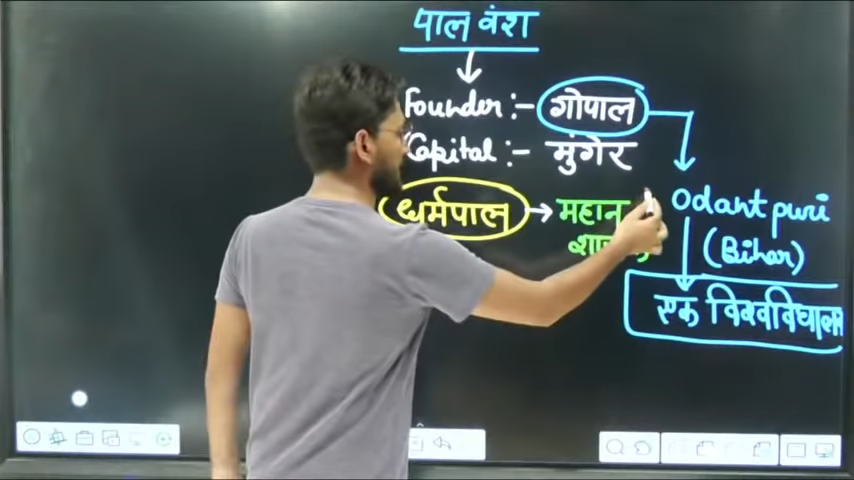 पाल वंश
Founder :- गोपाल
Capital :- मुंगेर
Odantpuri
(Bihar)
धर्मपाल → महान
एक विश्वविद्यालय